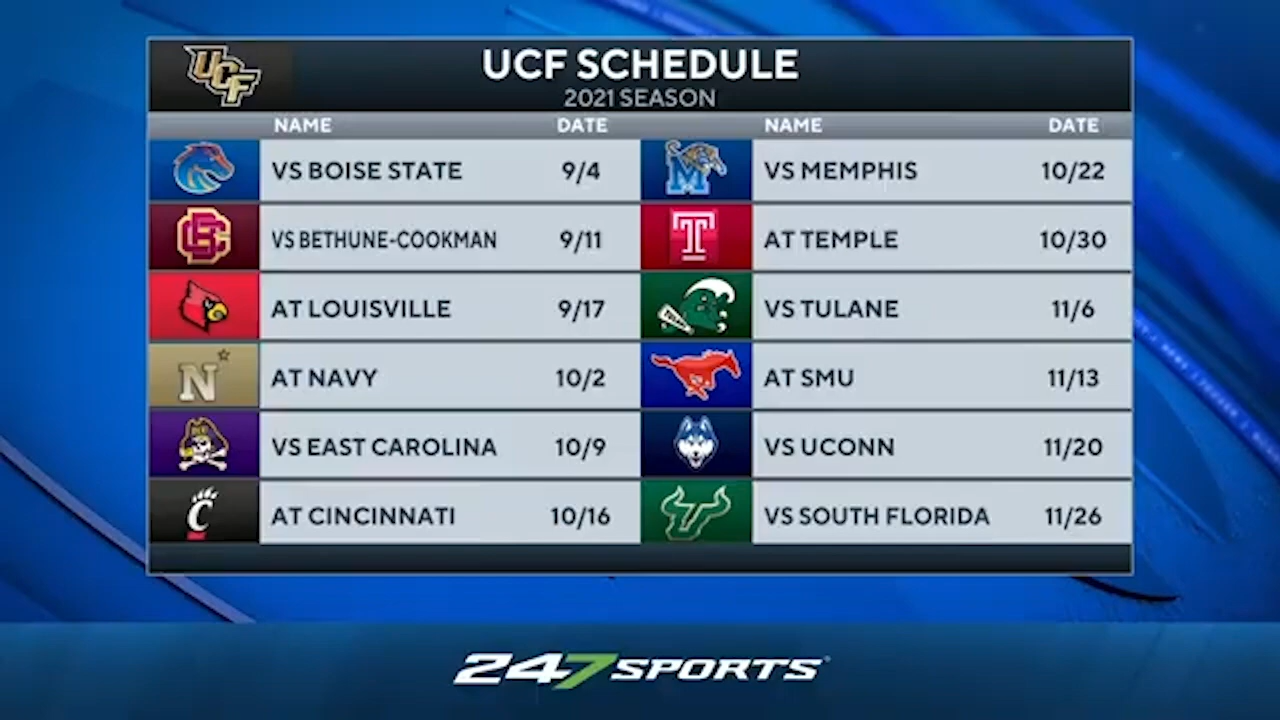 UCF
UCF SCHEDULE
2021 SEASON
NAME DATE NAME DATE
VS BOISE STATE 9/4 M VS MEMPHIS 10/22
BC VS BETHUNE-COOKMAN 9/11 T AT TEMPLE 10/30
AT LOUISVILLE 9/17 TULANE VS TULANE 11/6
N AT NAVY 10/2 AT SMU 11/13
VS EAST CAROLINA 10/9 VS UCONN 11/20
C AT CINCINNATI 10/16 VS SOUTH FLORIDA 11/26
247SPORTS